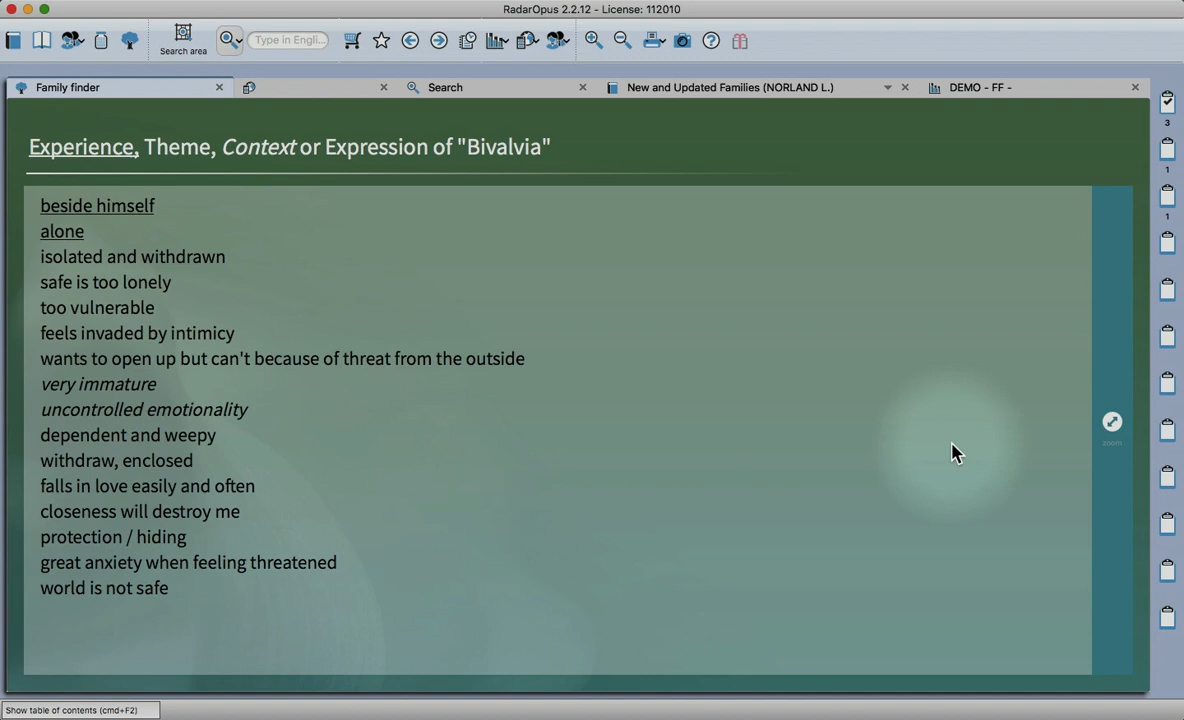 RadarOpus 2.2.12 - License: 112010
Search area
Type in Engli...
Family finder
Search
New and Updated Families (NORLAND L.)
DEMO - FF -
Experience, Theme, Context or Expression of "Bivalvia"
beside himself
alone
isolated and withdrawn
safe is too lonely
too vulnerable
feels invaded by intimicy
wants to open up but can't because of threat from the outside
very immature
uncontrolled emotionality
dependent and weepy
withdraw, enclosed
falls in love easily and often
closeness will destroy me
protection / hiding
great anxiety when feeling threatened
world is not safe
zoom
3
1
1
Show table of contents (cmd+F2)